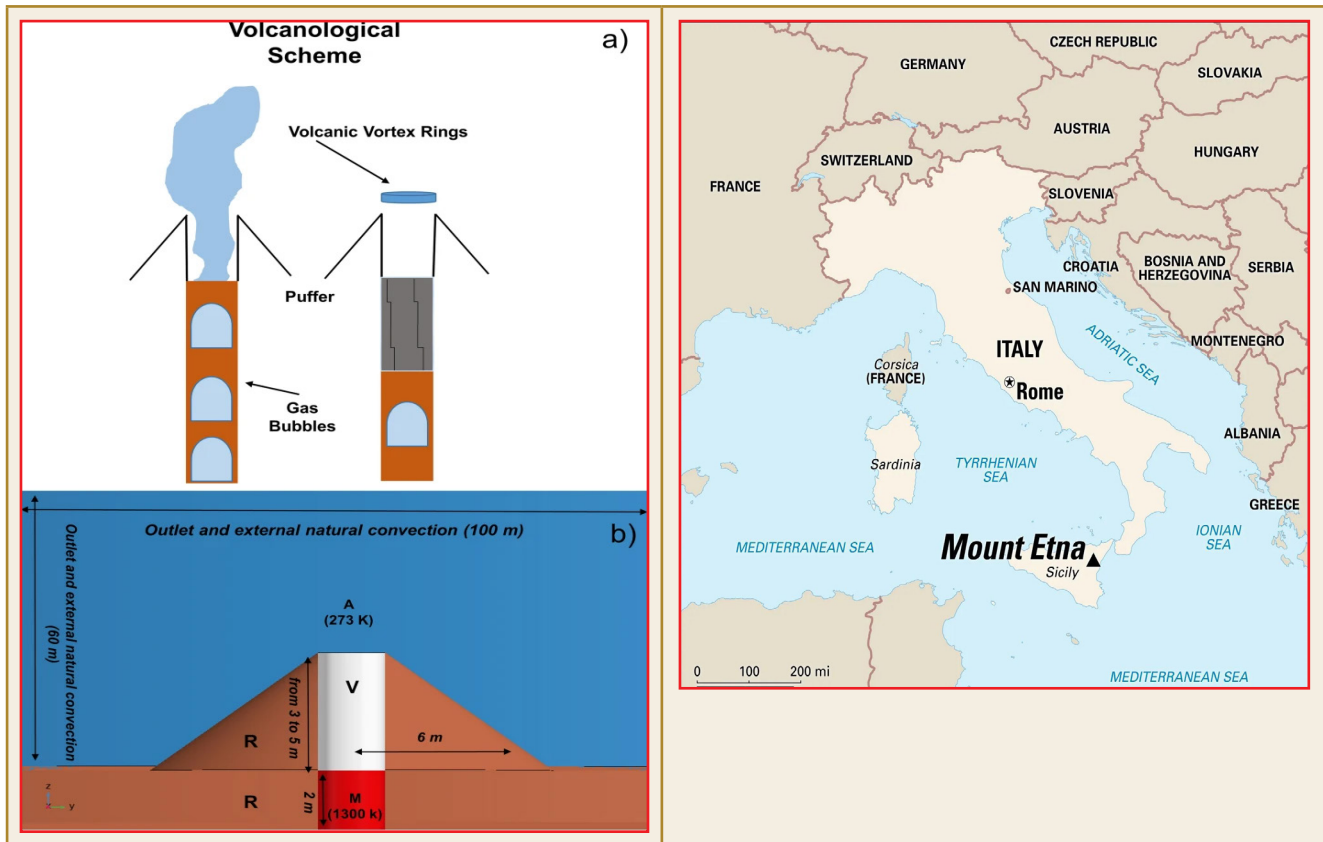 Volcanological
Scheme
a)
Volcanic Vortex Rings
Puffer
Gas
Bubbles
Outlet and external natural convection (100 m)
b)
Outlet and external natural convection
(60 m)
A
(273 K)
V
from 3 to 5 m
6 m
R
R
2 m
M
(1300 k)
z
x
y
CZECH REPUBLIC
GERMANY
SLOVAKIA
AUSTRIA
HUNGARY
SWITZERLAND
FRANCE
SLOVENIA
CROATIA
BOSNIA AND
HERZEGOVINA
SERBIA
SAN MARINO
MONTENEGRO
ITALY
ADRIATIC SEA
Corsica
(FRANCE)
Rome
ALBANIA
Sardinia
TYRRHENIAN
SEA
GREECE
IONIAN
SEA
MEDITERRANEAN SEA
Mount Etna
Sicily
0 100 200 mi
MEDITERRANEAN SEA